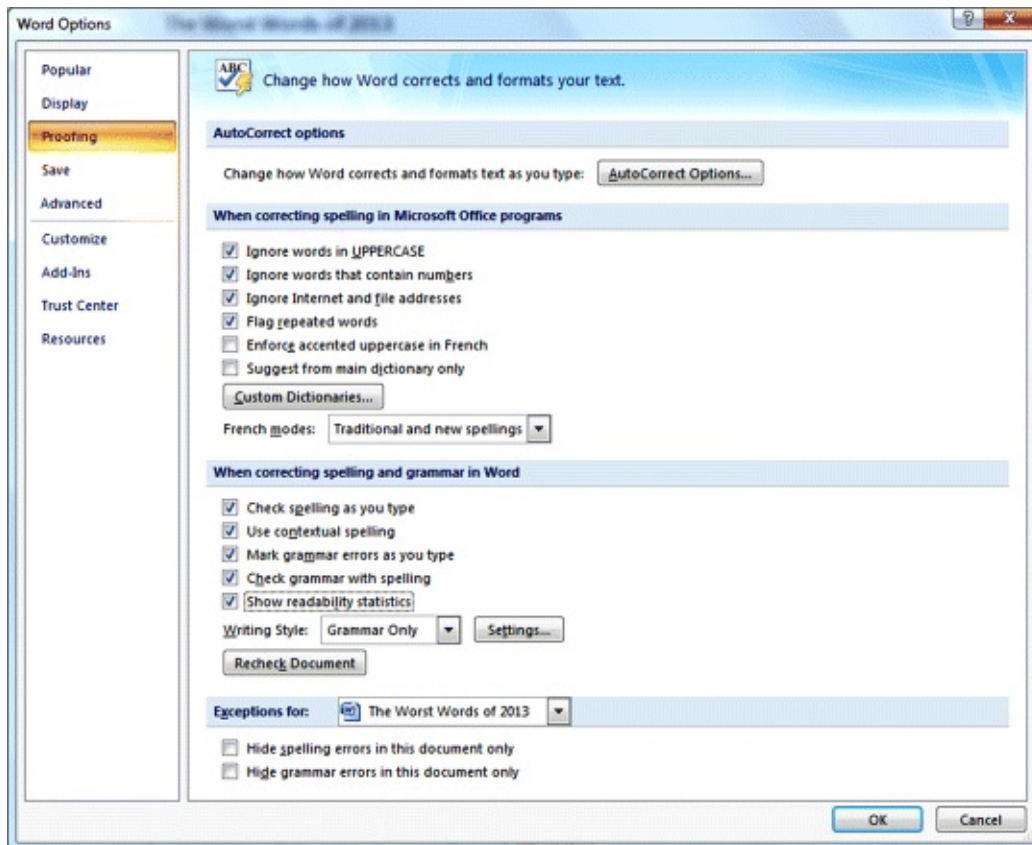 Word Options
The Worst Words of 2013
Popular
Display
Proofing
Save
Advanced
Customize
Add-Ins
Trust Center
Resources
ABC
Change how Word corrects and formats your text.
AutoCorrect options
Change how Word corrects and formats text as you type: AutoCorrect Options...
When correcting spelling in Microsoft Office programs
Ignore words in UPPERCASE
Ignore words that contain numbers
Ignore Internet and file addresses
Flag repeated words
Enforce accented uppercase in French
Suggest from main dictionary only
Custom Dictionaries...
French modes: Traditional and new spellings
When correcting spelling and grammar in Word
Check spelling as you type
Use contextual spelling
Mark grammar errors as you type
Check grammar with spelling
Show readability statistics
Writing Style: Grammar Only Settings...
Recheck Document
Exceptions for: The Worst Words of 2013
Hide spelling errors in this document only
Hide grammar errors in this document only
OK Cancel